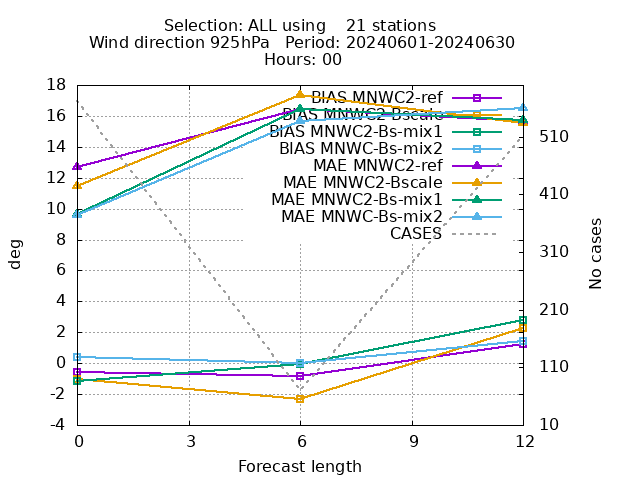 Selection: ALL using 21 stations
Wind direction 925hPa Period: 20240601-20240630
Hours: 00
BIAS MNWC2-ref
BIAS MNWC2-Bscale
BIAS MNWC2-Bs-mix1
BIAS MNWC-Bs-mix2
MAE MNWC2-ref
MAE MNWC2-Bscale
MAE MNWC2-Bs-mix1
MAE MNWC-Bs-mix2
CASES
18
16
14
12
10
8
6
4
2
0
-2
-4
deg
510
410
310
210
110
10
No cases
0 3 6 9 12
Forecast length